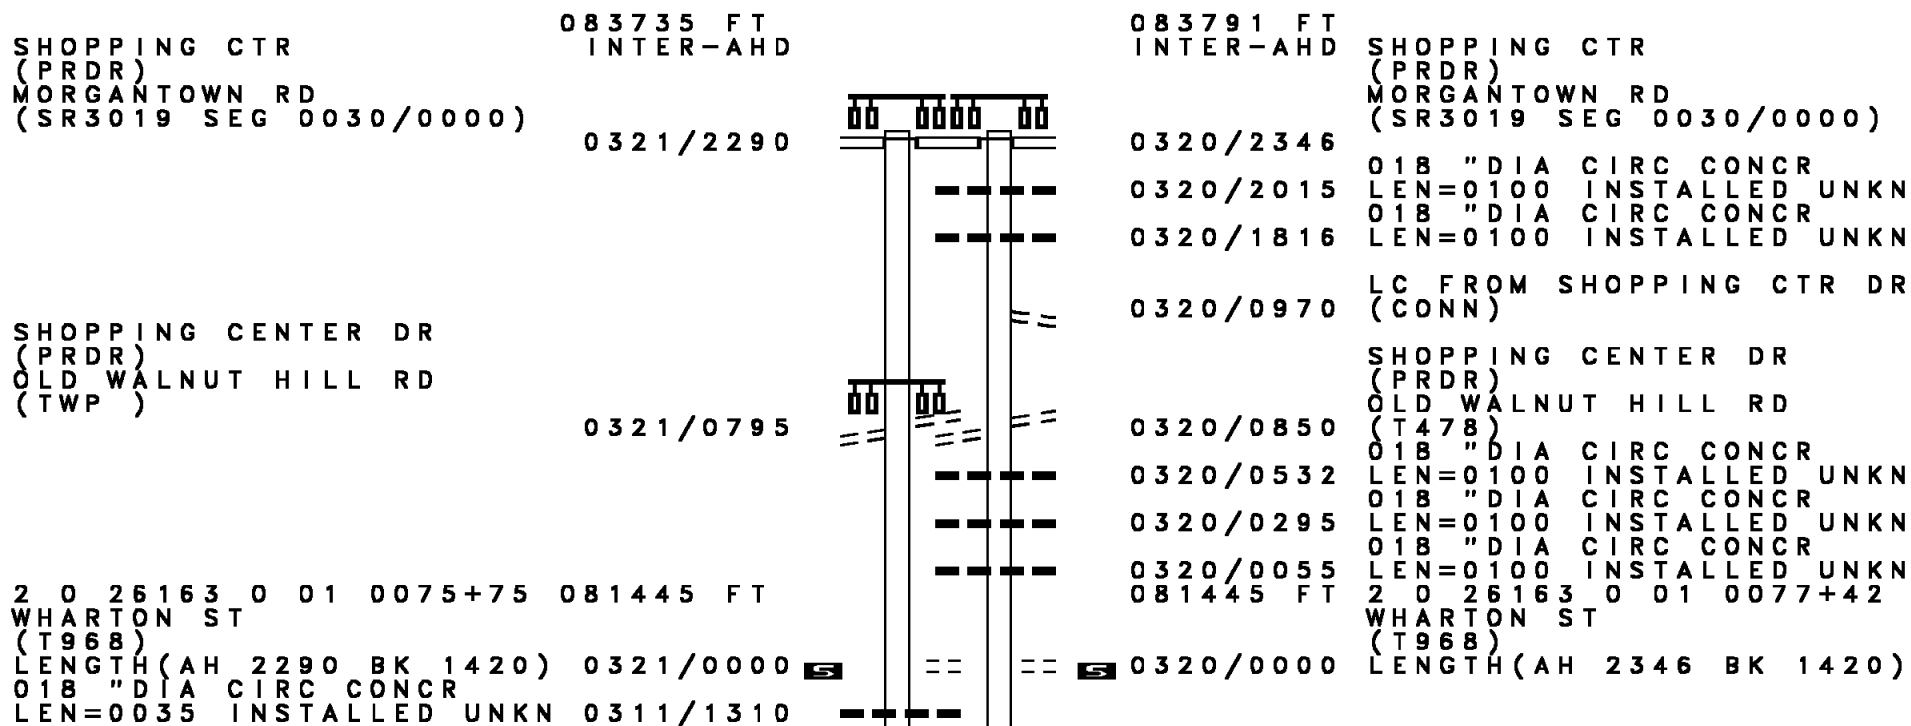 083735 FT
SHOPPING CTR INTER-AHD
(PRDR)
MORGANTOWN RD
(SR3019 SEG 0030/0000)
0321/2290
SHOPPING CENTER DR
(PRDR)
OLD WALNUT HILL RD
(TWP )
0321/0795
2 0 26163 0 01 0075+75 081445 FT
WHARTON ST
(T968)
LENGTH(AH 2290 BK 1420) 0321/0000 S
018 "DIA CIRC CONCR
LEN=0035 INSTALLED UNKN 0311/1310
083791 FT
INTER-AHD SHOPPING CTR
(PRDR)
MORGANTOWN RD
(SR3019 SEG 0030/0000)
0320/2346
018 "DIA CIRC CONCR
0320/2015 LEN=0100 INSTALLED UNKN
018 "DIA CIRC CONCR
0320/1816 LEN=0100 INSTALLED UNKN
LC FROM SHOPPING CTR DR
0320/0970 (CONN)
SHOPPING CENTER DR
(PRDR)
OLD WALNUT HILL RD
0320/0850 (T478)
018 "DIA CIRC CONCR
0320/0532 LEN=0100 INSTALLED UNKN
018 "DIA CIRC CONCR
0320/0295 LEN=0100 INSTALLED UNKN
018 "DIA CIRC CONCR
0320/0055 LEN=0100 INSTALLED UNKN
081445 FT 2 0 26163 0 01 0077+42
WHARTON ST
(T968)
S 0320/0000 LENGTH(AH 2346 BK 1420)